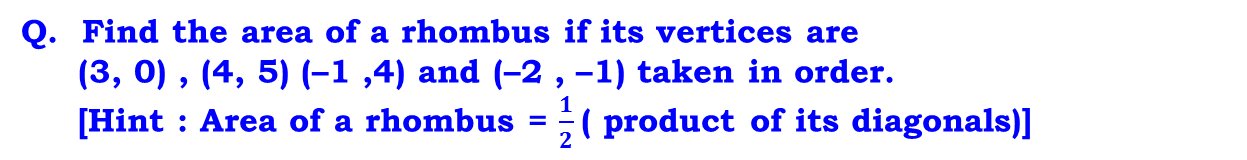 Q. Find the area of a rhombus if its vertices are
(3, 0) , (4, 5) (–1 ,4) and (–2 , –1) taken in order.
[Hint : Area of a rhombus = 1/2 ( product of its diagonals)]